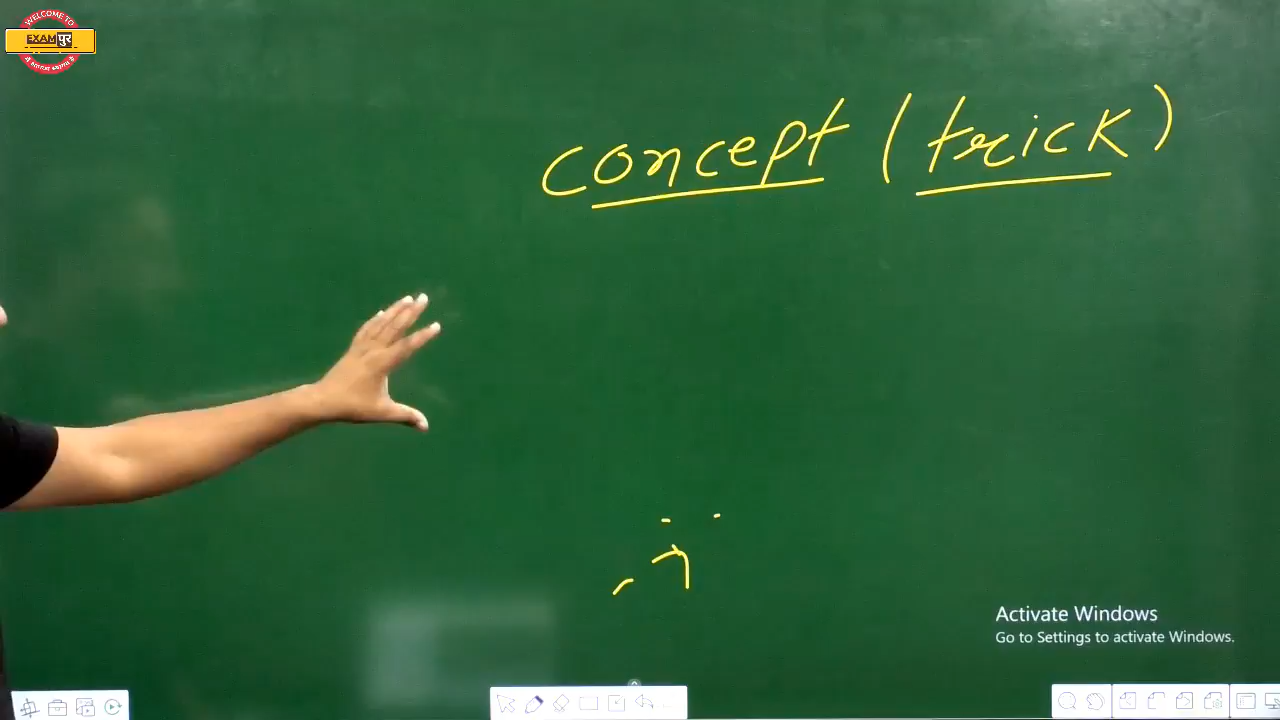 WELCOME TO
EXAMपुर
concept (trick)
Activate Windows
Go to Settings to activate Windows.